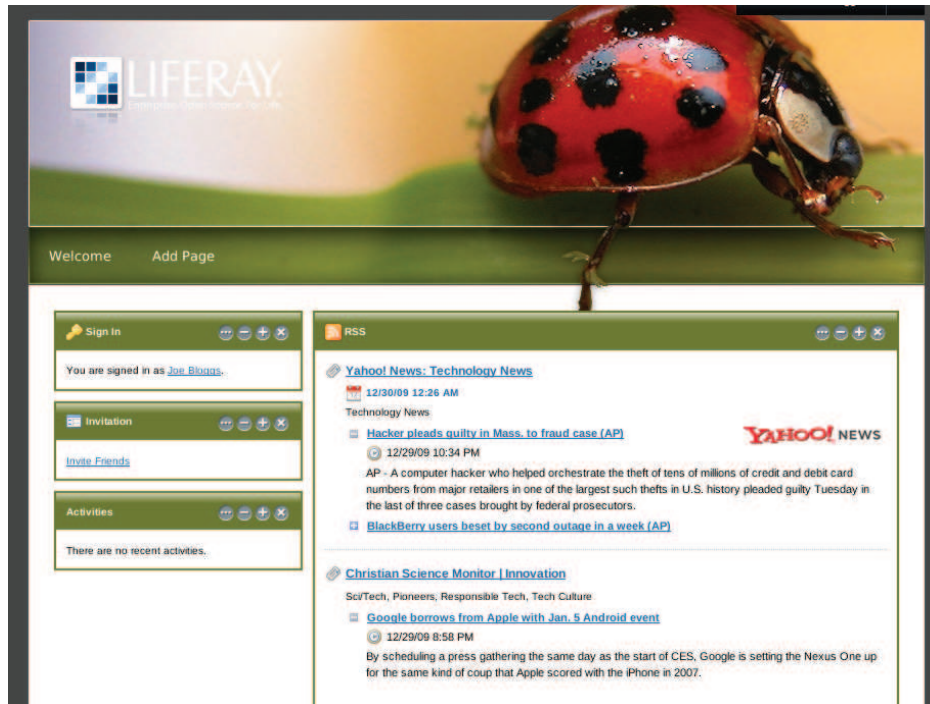 LIFERAY.
Welcome Add Page
Sign In
You are signed in as Joe Bloggs.
Invitation
Invite Friends
Activities
There are no recent activities.
RSS
Yahoo! News: Technology News
12/30/09 12:26 AM
Technology News
YAHOO! NEWS
Hacker pleads guilty in Mass. to fraud case (AP)
12/29/09 10:34 PM
AP - A computer hacker who helped orchestrate the theft of tens of millions of credit and debit card
numbers from major retailers in one of the largest such thefts in U.S. history pleaded guilty Tuesday in
the last of three cases brought by federal prosecutors.
BlackBerry users beset by second outage in a week (AP)
Christian Science Monitor | Innovation
Sci/Tech, Pioneers, Responsible Tech, Tech Culture
Google borrows from Apple with Jan. 5 Android event
12/29/09 8:58 PM
By scheduling a press gathering the same day as the start of CES, Google is setting the Nexus One up
for the same kind of coup that Apple scored with the iPhone in 2007.